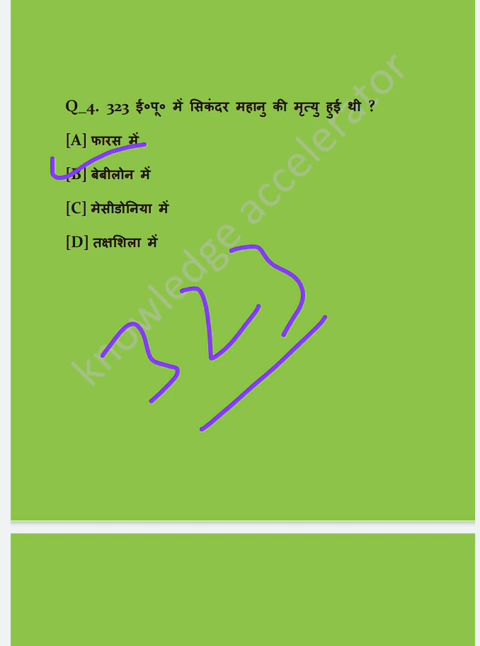 Q_4. 323 ई०पू० में सिकंदर महानु की मृत्यु हुई थी ?
[A] फारस में
[B] बेबीलोन में
[C] मेसीडोनिया में
[D] तक्षशिला में
knowledge accelerator
323